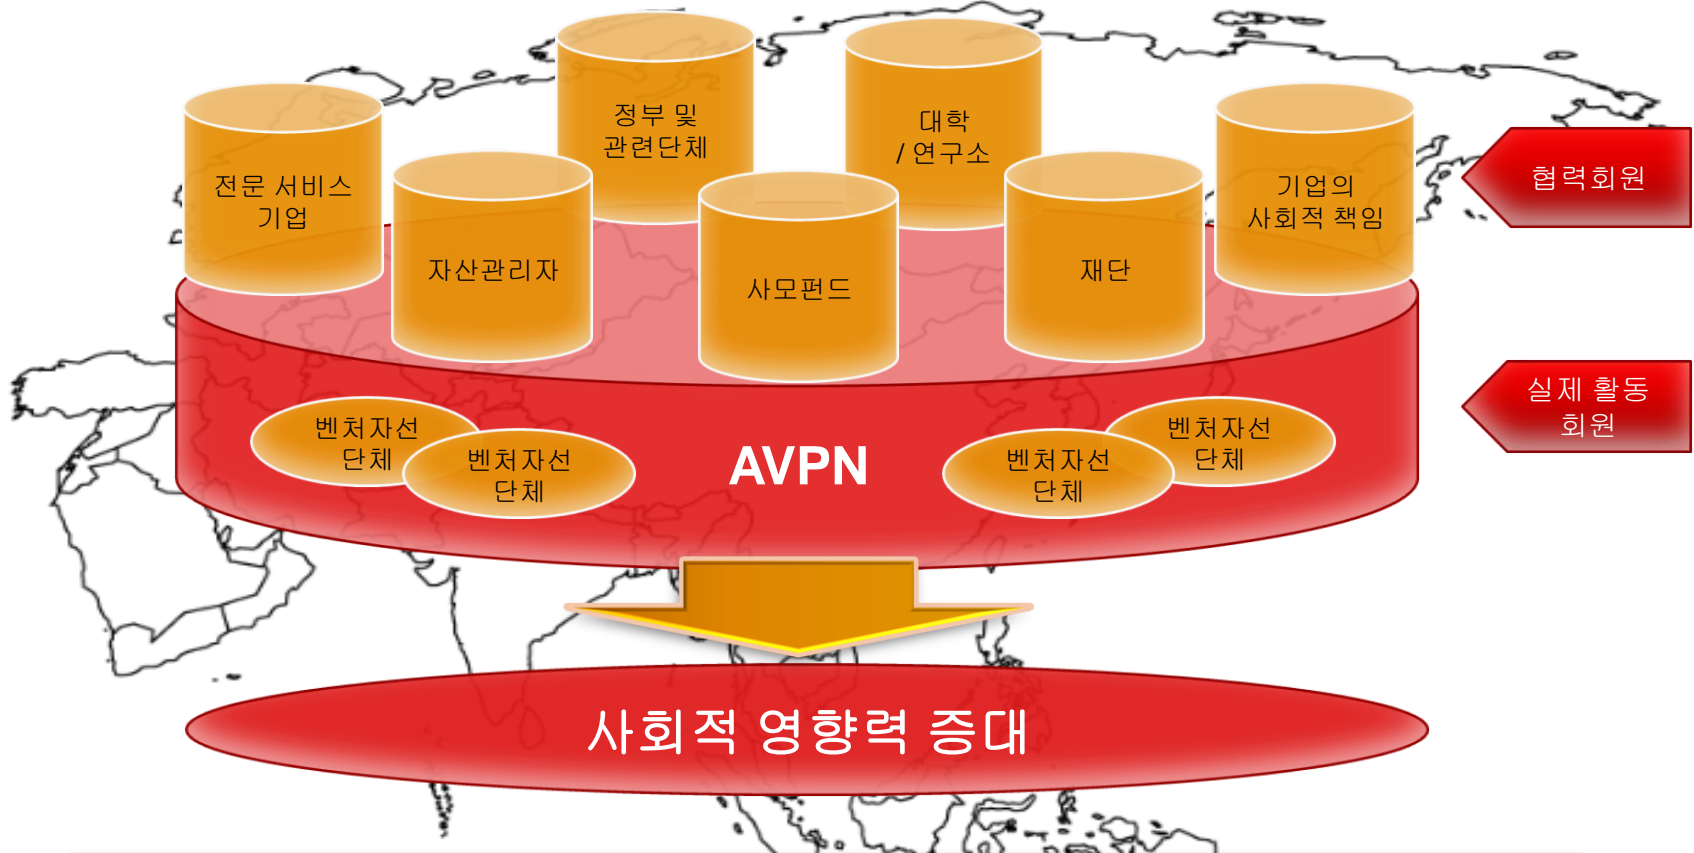 정부 및
관련단체
대학
/ 연구소
전문 서비스
기업
기업의
사회적 책임
협력회원
자산관리자
사모펀드
재단
실제 활동
회원
벤처자선
단체
벤처자선
단체
AVPN
벤처자선
단체
벤처자선
단체
사회적 영향력 증대